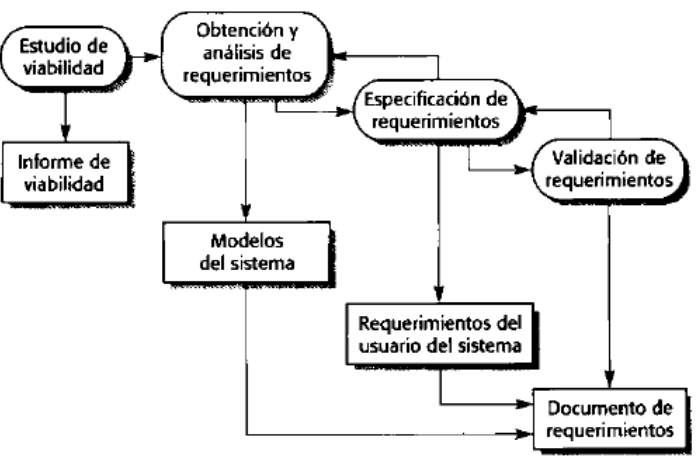 Estudio de
viabilidad
Obtención y
análisis de
requerimientos
Especificación de
requerimientos
Validación de
requerimientos
Informe de
viabilidad
Modelos
del sistema
Requerimientos del
usuario del sistema
Documento de
requerimientos